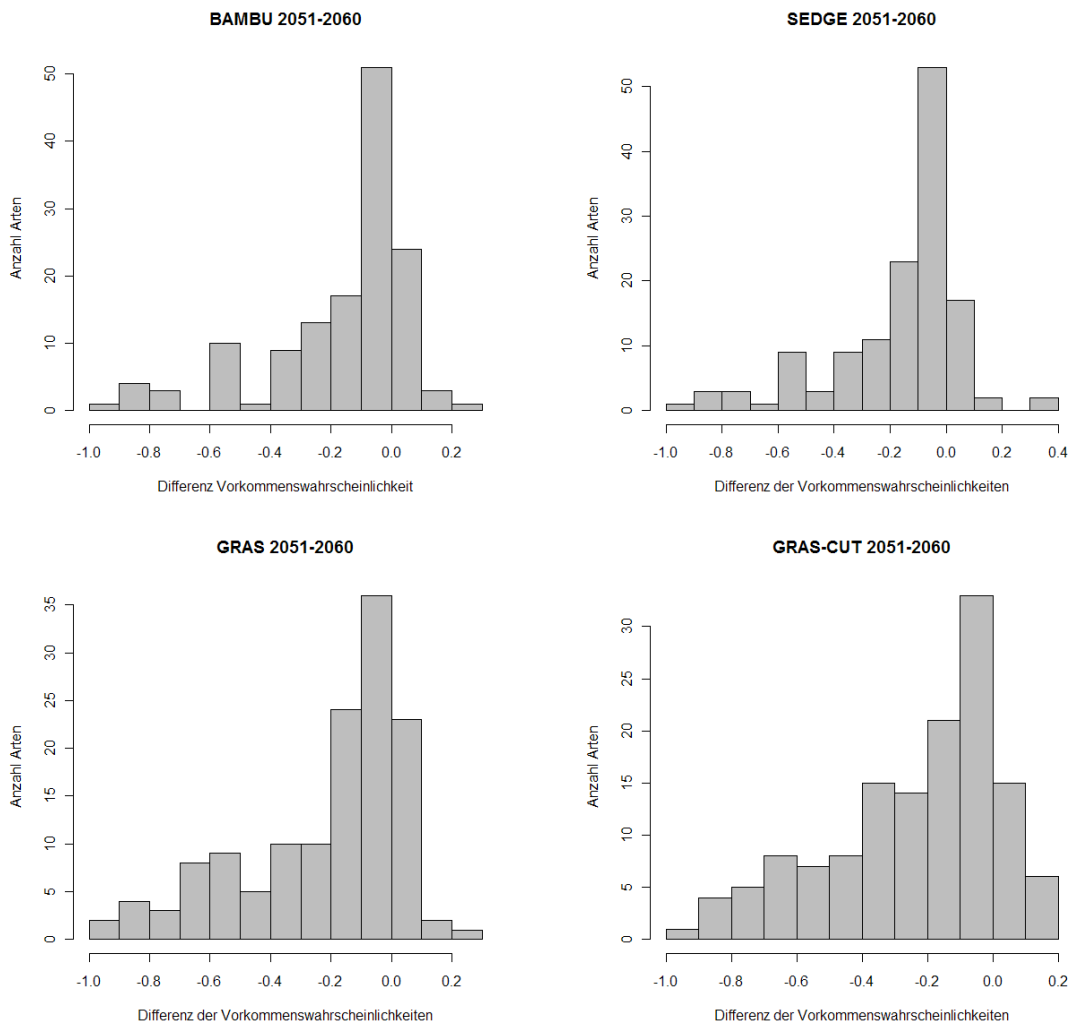 BAMBU 2051-2060
Anzahl Arten
50
40
30
20
10
0
-1.0 -0.8 -0.6 -0.4 -0.2 0.0 0.2
Differenz Vorkommenswahrscheinlichkeit
SEDGE 2051-2060
Anzahl Arten
50
40
30
20
10
0
-1.0 -0.8 -0.6 -0.4 -0.2 0.0 0.2 0.4
Differenz der Vorkommenswahrscheinlichkeiten
GRAS 2051-2060
Anzahl Arten
35
30
25
20
15
10
5
0
-1.0 -0.8 -0.6 -0.4 -0.2 0.0 0.2
Differenz der Vorkommenswahrscheinlichkeiten
GRAS-CUT 2051-2060
Anzahl Arten
30
25
20
15
10
5
0
-1.0 -0.8 -0.6 -0.4 -0.2 0.0 0.2
Differenz der Vorkommenswahrscheinlichkeiten